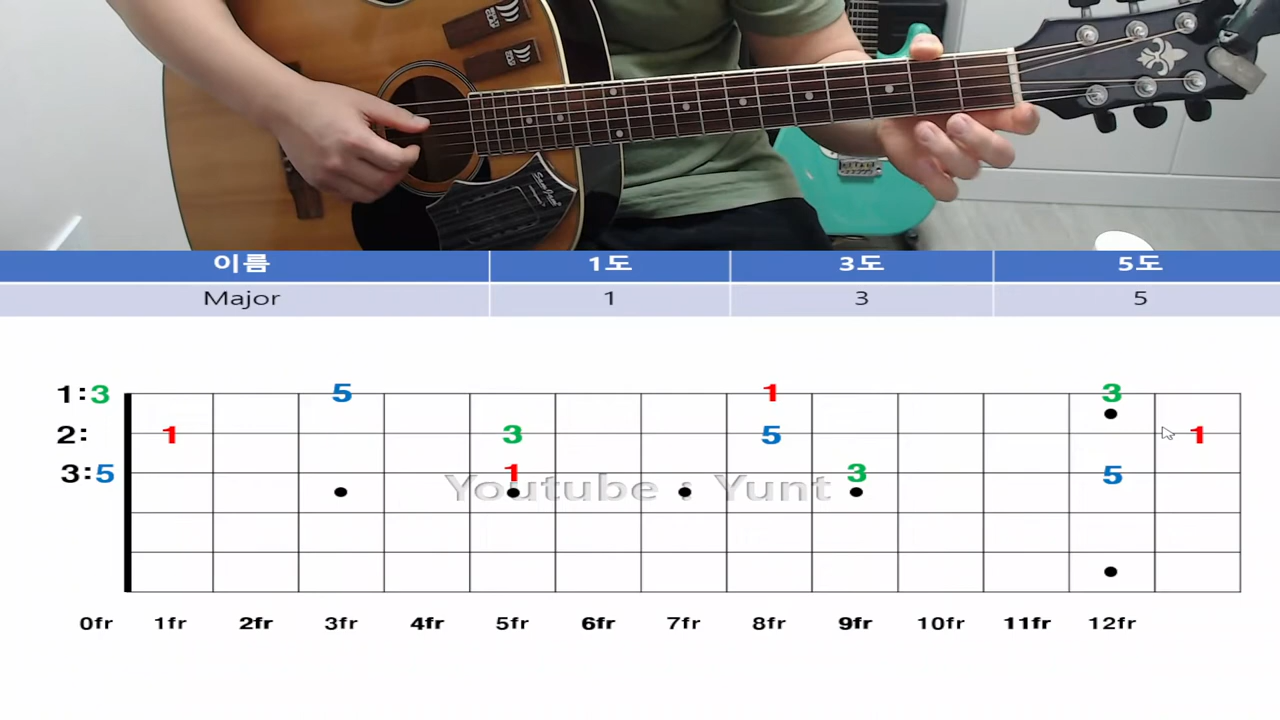 이름 1도 3도 5도
Major 1 3 5
1:3 5 1 3
2: 1 3 5 1
3:5 1 3 5
Youtube : Yunt
0fr 1fr 2fr 3fr 4fr 5fr 6fr 7fr 8fr 9fr 10fr 11fr 12fr